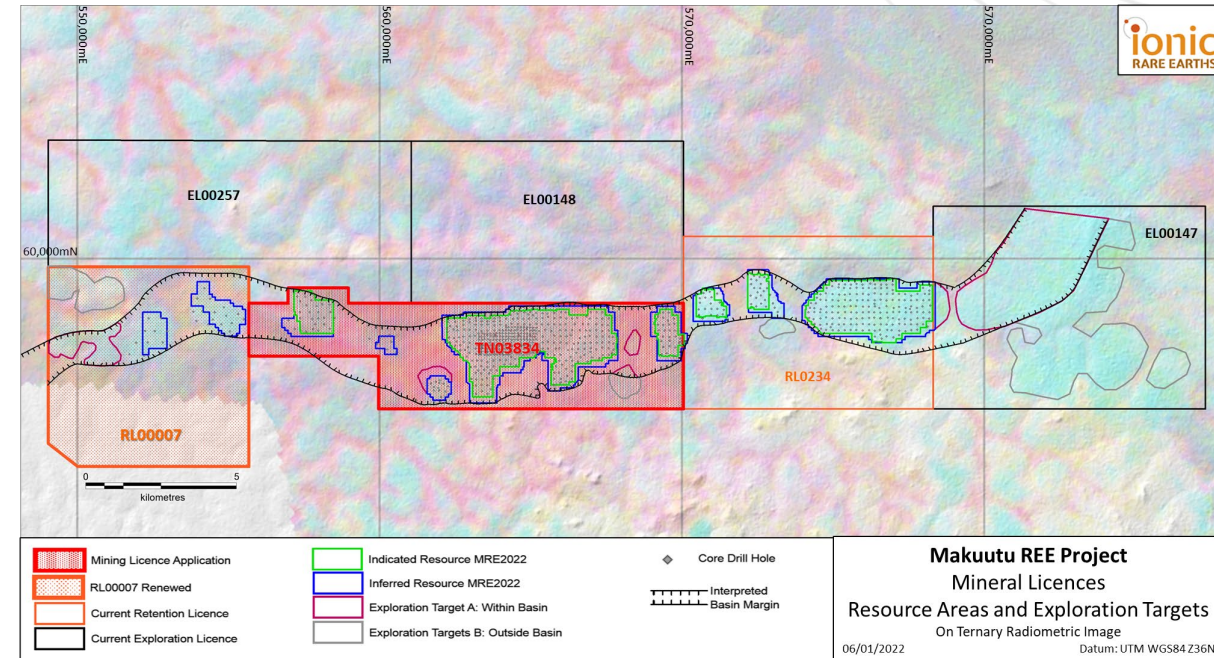 550,000mE
560,000mE
570,000mE
570,000mE
ionic
RARE EARTHS
EL00257
EL00148
EL00147
60,000mN
TN03834
RL0234
RL00007
0 5
kilometres
Mining Licence Application
RL00007 Renewed
Current Retention Licence
Current Exploration Licence
Indicated Resource MRE2022
Inferred Resource MRE2022
Exploration Target A: Within Basin
Exploration Targets B: Outside Basin
Core Drill Hole
Interpreted
Basin Margin
Makuutu REE Project
Mineral Licences
Resource Areas and Exploration Targets
On Ternary Radiometric Image
06/01/2022 Datum: UTM WGS84 Z36N